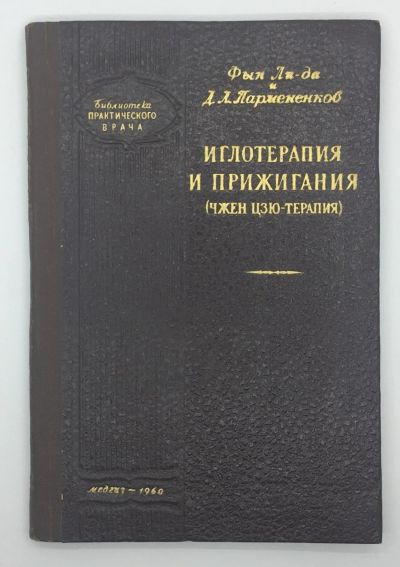 Библиотека
ПРАКТИЧЕСКОГО
ВРАЧА
Фын Ли-да
и
Д.А.Пармененков
ИГЛОТЕРАПИЯ
И ПРИЖИГАНИЯ
(ЧЖЕН ЦЗЮ-ТЕРАПИЯ)
медгиз – 1960